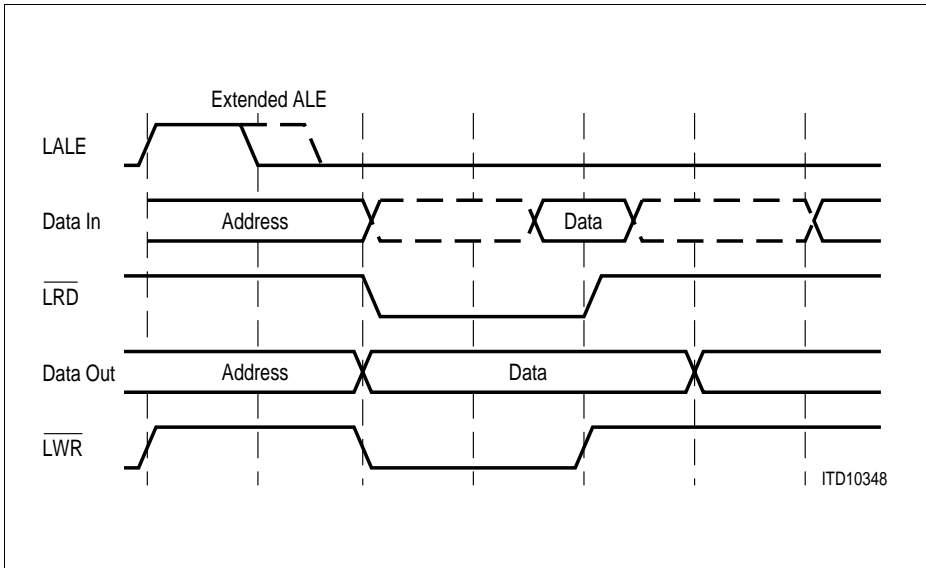 Extended ALE
LALE
Data In
Address
Data
LRD
Data Out
Address
Data
LWR
ITD10348